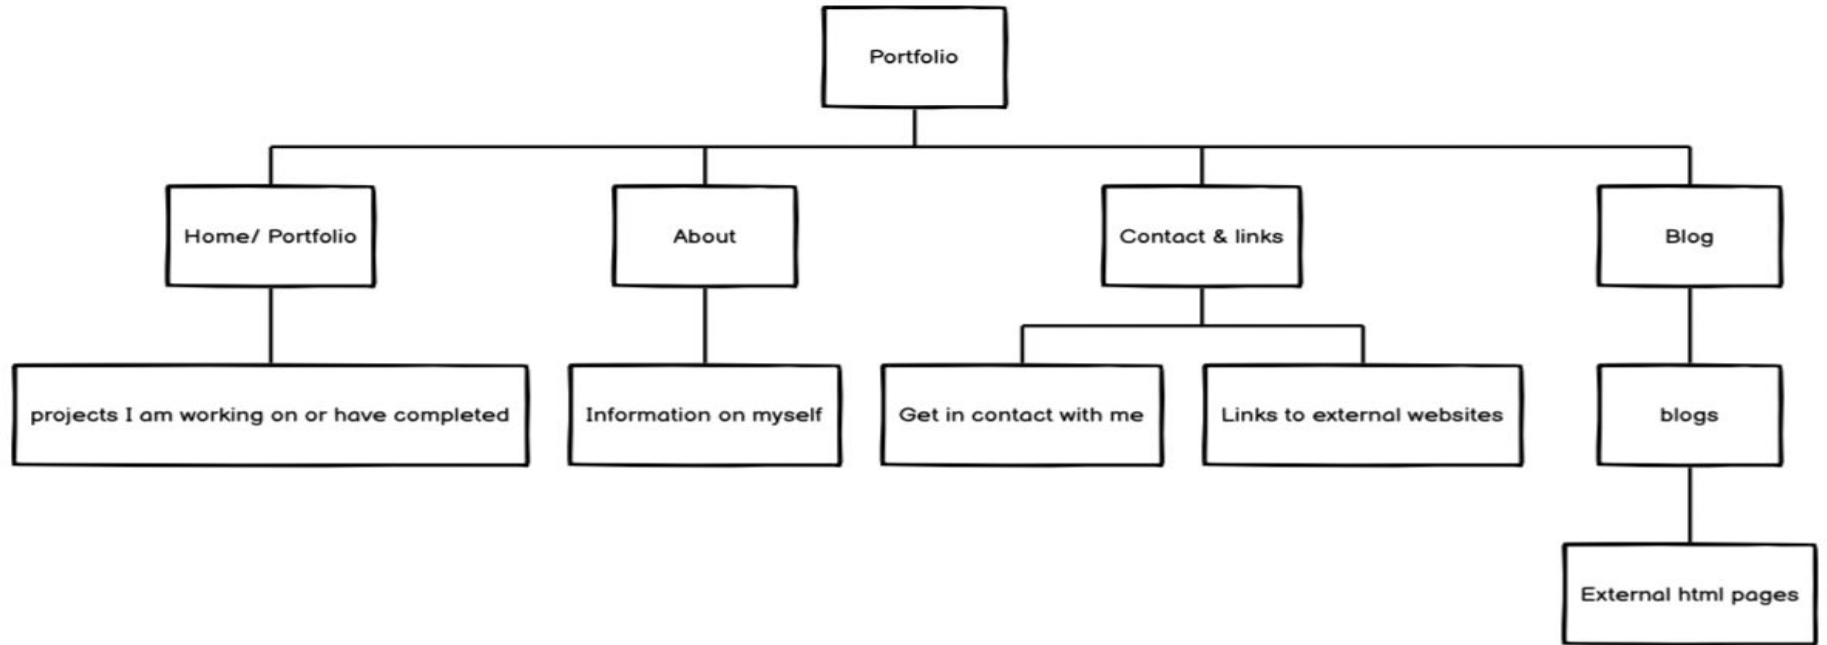 Portfolio
Home/ Portfolio
About
Contact & links
Blog
projects I am working on or have completed
Information on myself
Get in contact with me
Links to external websites
blogs
External html pages